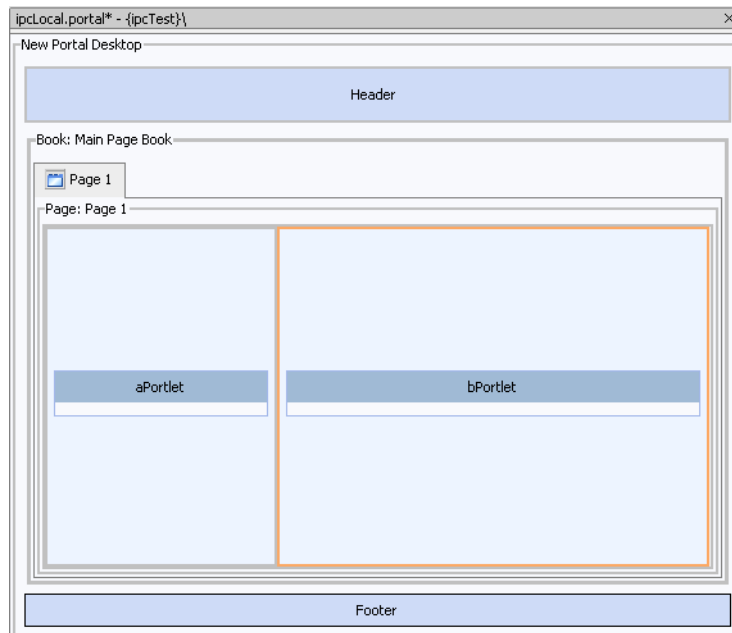 ipcLocal.portal* - {ipcTest}\
New Portal Desktop
Header
Book: Main Page Book
Page 1
Page: Page 1
aPortlet
bPortlet
Footer